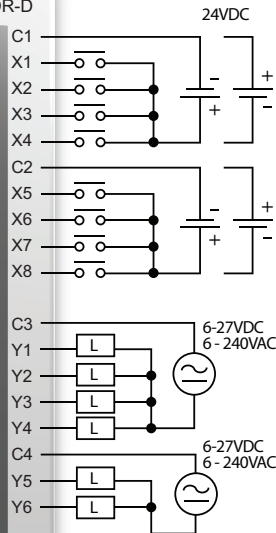 OR-D
24VDC
C1
X1
X2
X3
X4
- +
+ -
C2
X5
X6
X7
X8
- +
+ -
C3
6-27VDC
6 - 240VAC
Y1 L
Y2 L
Y3 L
Y4 L
C4
6-27VDC
6 - 240VAC
Y5 L
Y6 L